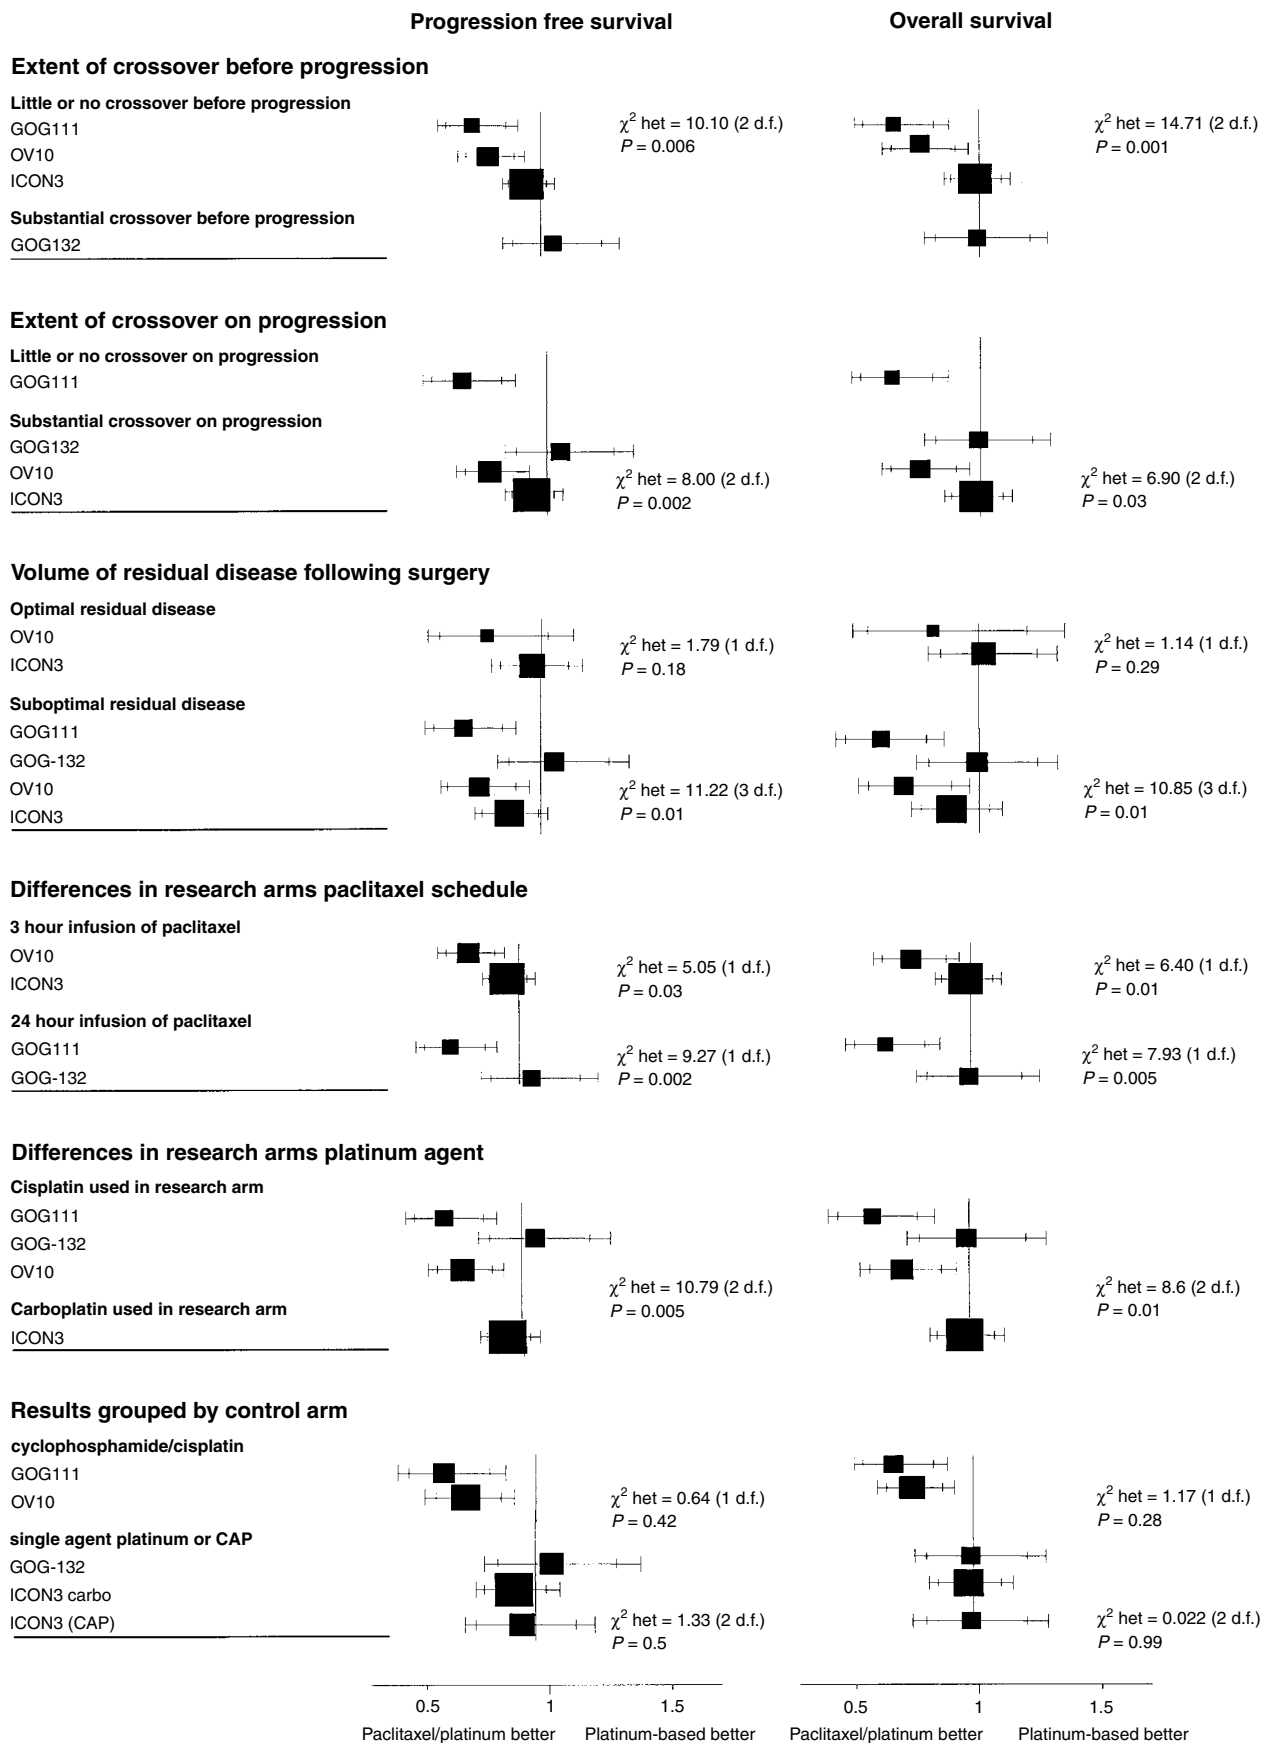 Progression free survival
Overall survival
Extent of crossover before progression
Little or no crossover before progression
GOG111
χ² het = 10.10 (2 d.f.)
χ² het = 14.71 (2 d.f.)
OV10
P = 0.006
P = 0.001
ICON3
Substantial crossover before progression
GOG132
Extent of crossover on progression
Little or no crossover on progression
GOG111
Substantial crossover on progression
GOG132
OV10
χ² het = 8.00 (2 d.f.)
χ² het = 6.90 (2 d.f.)
ICON3
P = 0.002
P = 0.03
Volume of residual disease following surgery
Optimal residual disease
OV10
χ² het = 1.79 (1 d.f.)
χ² het = 1.14 (1 d.f.)
ICON3
P = 0.18
P = 0.29
Suboptimal residual disease
GOG111
GOG-132
OV10
χ² het = 11.22 (3 d.f.)
χ² het = 10.85 (3 d.f.)
ICON3
P = 0.01
P = 0.01
Differences in research arms paclitaxel schedule
3 hour infusion of paclitaxel
OV10
χ² het = 5.05 (1 d.f.)
χ² het = 6.40 (1 d.f.)
ICON3
P = 0.03
P = 0.01
24 hour infusion of paclitaxel
GOG111
χ² het = 9.27 (1 d.f.)
χ² het = 7.93 (1 d.f.)
GOG-132
P = 0.002
P = 0.005
Differences in research arms platinum agent
Cisplatin used in research arm
GOG111
GOG-132
OV10
χ² het = 10.79 (2 d.f.)
χ² het = 8.6 (2 d.f.)
Carboplatin used in research arm
P = 0.005
P = 0.01
ICON3
Results grouped by control arm
cyclophosphamide/cisplatin
GOG111
OV10
χ² het = 0.64 (1 d.f.)
χ² het = 1.17 (1 d.f.)
P = 0.42
P = 0.28
single agent platinum or CAP
GOG-132
ICON3 carbo
ICON3 (CAP)
χ² het = 1.33 (2 d.f.)
χ² het = 0.022 (2 d.f.)
P = 0.5
P = 0.99
0.5 1 1.5
0.5 1 1.5
Paclitaxel/platinum better Platinum-based better
Paclitaxel/platinum better Platinum-based better